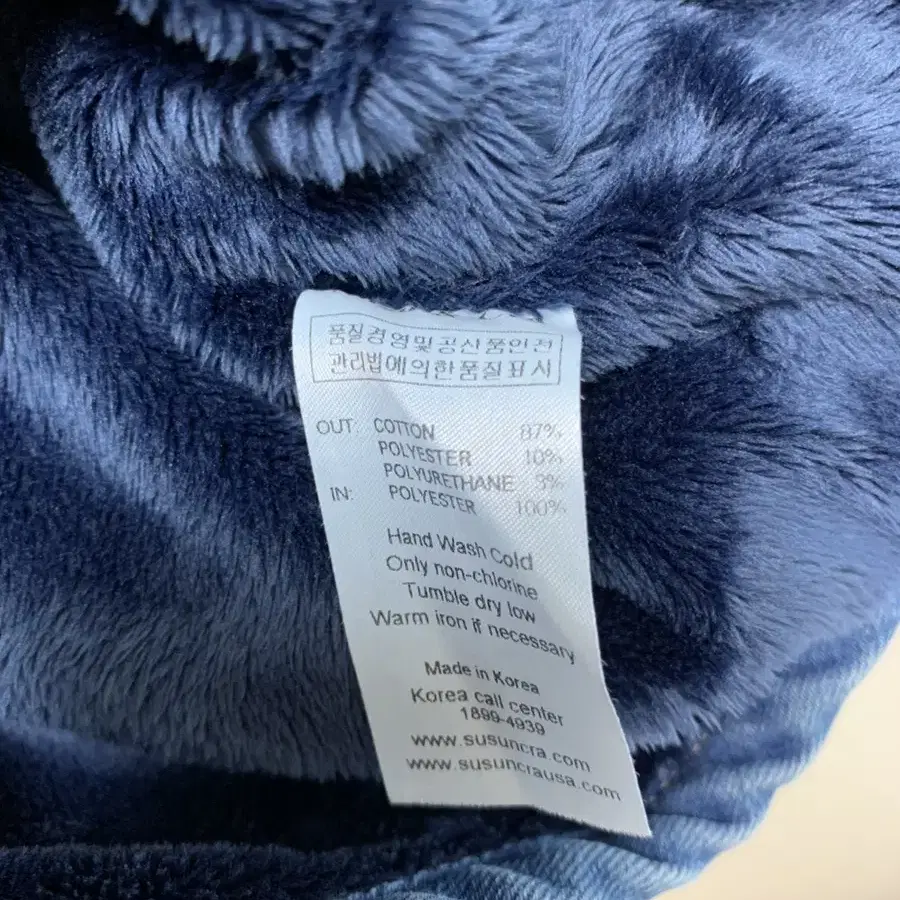 품질경영및공산품안전
관리법에의한품질표시
OUT: COTTON 87%
POLYESTER 10%
POLYURETHANE 3%
IN: POLYESTER 100%
Hand Wash Cold
Only non-chlorine
Tumble dry low
Warm iron if necessary
Made in Korea
Korea call center
1899-4939
www.susuncra.com
www.susuncrausa.com